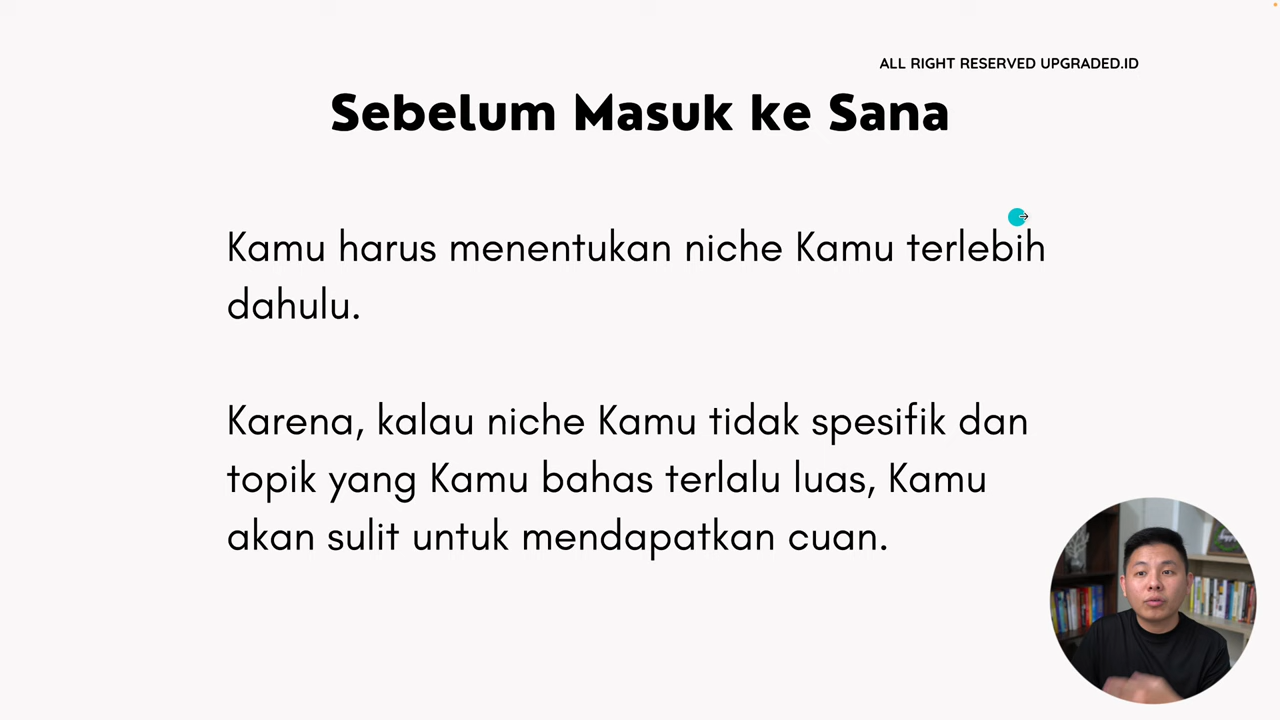 ALL RIGHT RESERVED UPGRADED.ID
Sebelum Masuk ke Sana
Kamu harus menentukan niche Kamu terlebih
dahulu.
Karena, kalau niche Kamu tidak spesifik dan
topik yang Kamu bahas terlalu luas, Kamu
akan sulit untuk mendapatkan cuan.